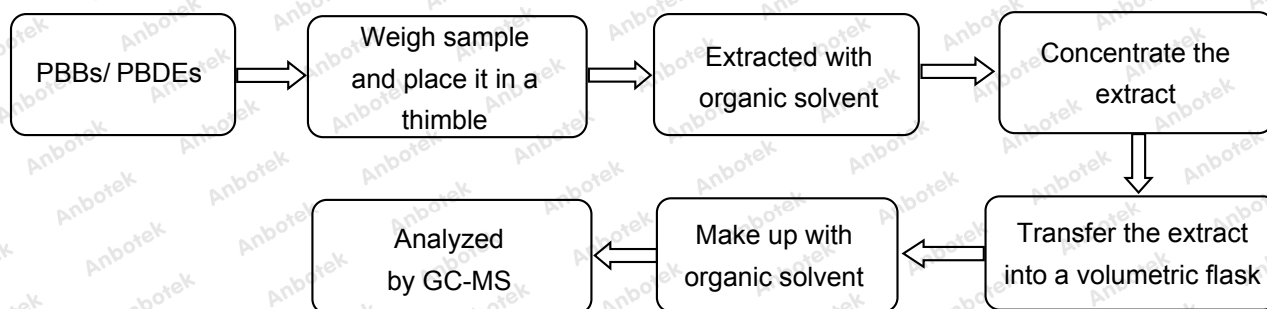 PBBs/ PBDEs
Weigh sample
and place it in a
thimble
Extracted with
organic solvent
Concentrate the
extract
Transfer the extract
into a volumetric flask
Make up with
organic solvent
Analyzed
by GC-MS
Anbotek